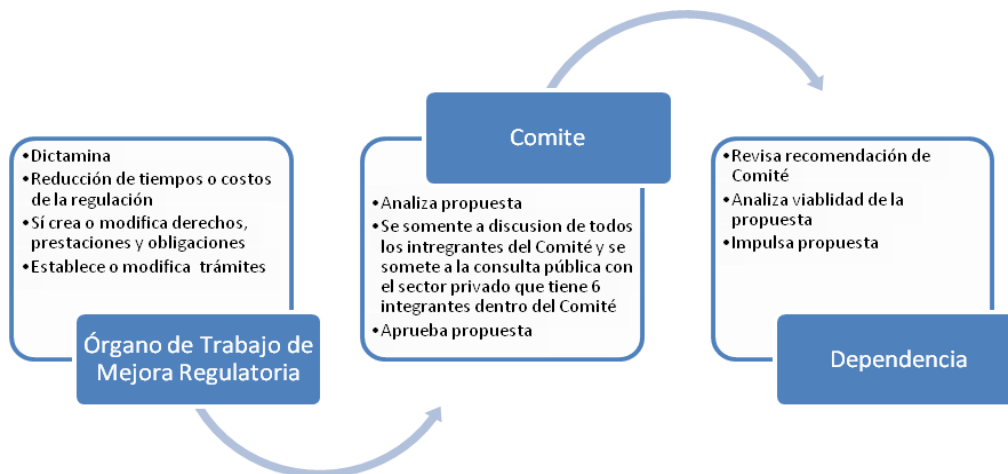 •Dictamina
•Reducción de tiempos o costos
de la regulación
•Sí crea o modifica derechos,
prestaciones y obligaciones
•Establece o modifica trámites
Órgano de Trabajo de
Mejora Regulatoria
Comite
•Analiza propuesta
•Se somente a discusion de todos
los intregrantes del Comité y se
somete a la consulta pública con
el sector privado que tiene 6
integrantes dentro del Comité
•Aprueba propuesta
•Revisa recomendación de
Comité
•Analiza viablidad de la
propuesta
•Impulsa propuesta
Dependencia